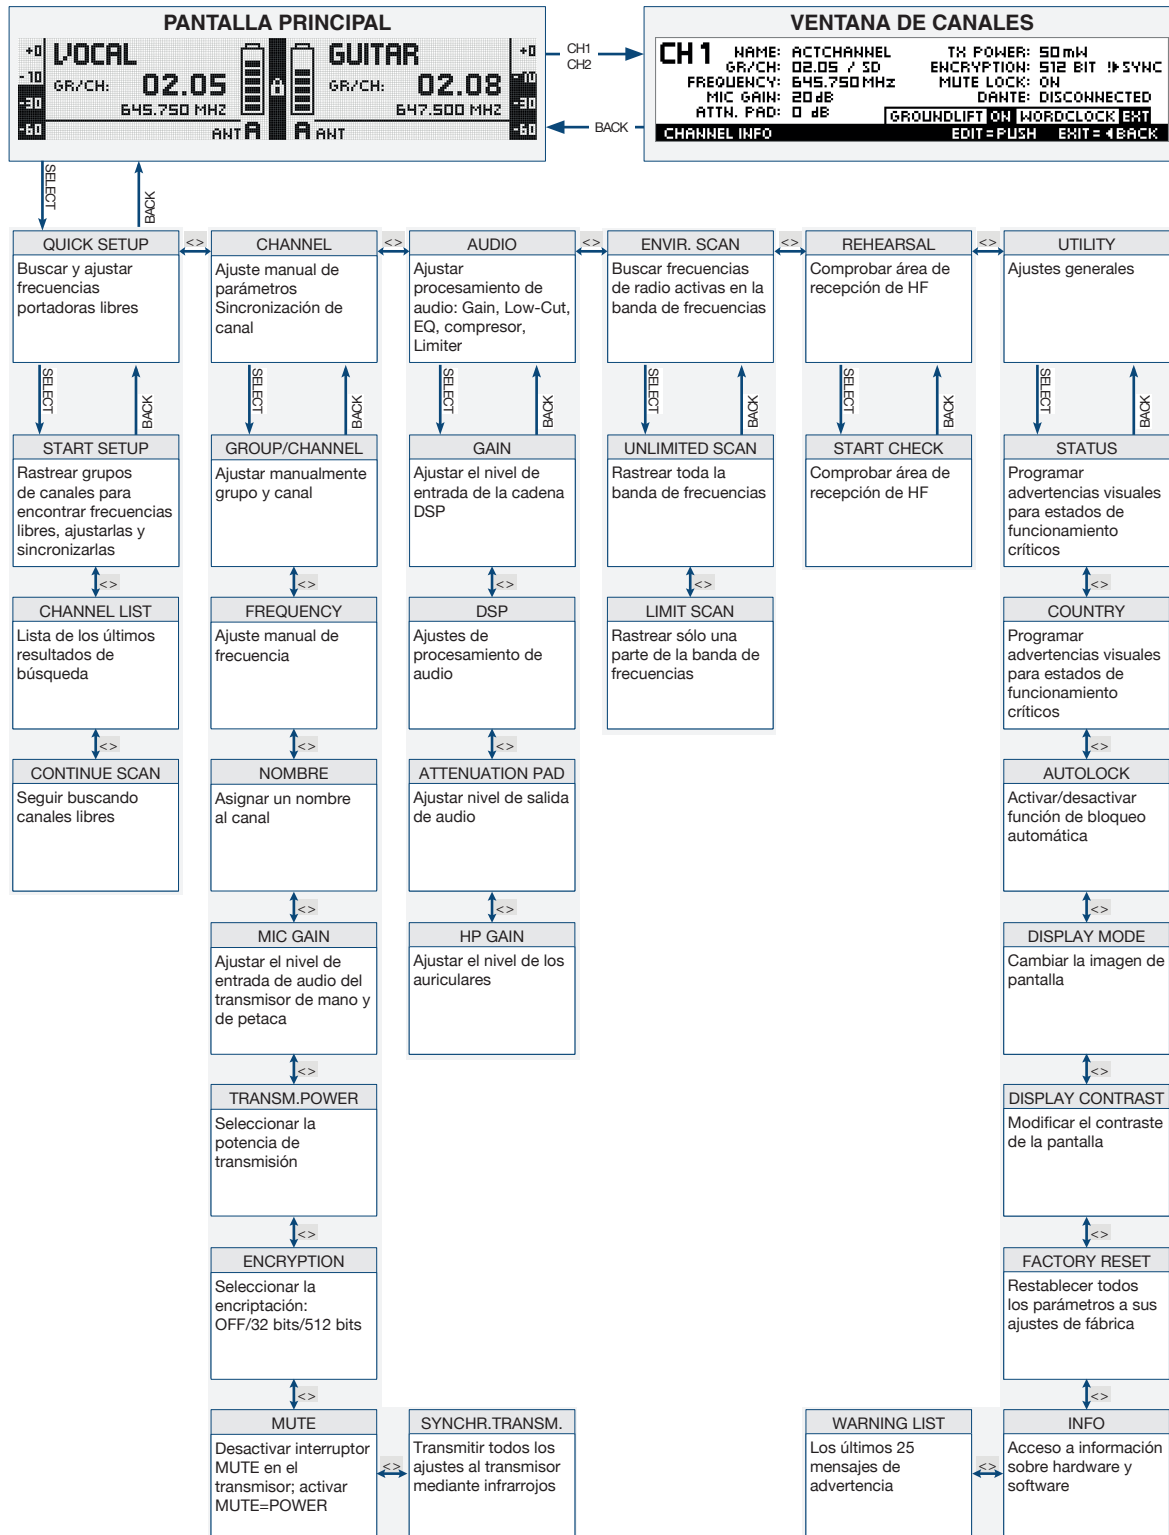 PANTALLA PRINCIPAL
+0
-10
-30
-60
VOCAL
GR/CH:
02.05
645.750 MHZ
ANT A
GUITAR
GR/CH:
02.08
647.500 MHZ
A ANT
+0
-30
-60
CH1
CH2
BACK
VENTANA DE CANALES
CH 1
NAME: ACTCHANNEL
GR/CH: 02.05 / SD
FREQUENCY: 645.750 MHz
MIC GAIN: 20 dB
ATTN. PAD: 0 dB
TX POWER: 50 mW
ENCRYPTION: 512 BIT !▶SYNC
MUTE LOCK: ON
DANTE: DISCONNECTED
GROUNDLIFT ON WORDCLOCK EXT
CHANNEL INFO
EDIT=PUSH EXIT=◀BACK
SELECT
BACK
QUICK SETUP
Buscar y ajustar
frecuencias
portadoras libres
<>
CHANNEL
Ajuste manual de
parámetros
Sincronización de
canal
<>
AUDIO
Ajustar
procesamiento de
audio: Gain, Low-Cut,
EQ, compresor,
Limiter
<>
ENVIR. SCAN
Buscar frecuencias
de radio activas en la
banda de frecuencias
<>
REHEARSAL
Comprobar área de
recepción de HF
<>
UTILITY
Ajustes generales
SELECT
BACK
SELECT
BACK
SELECT
BACK
SELECT
BACK
SELECT
BACK
SELECT
BACK
START SETUP
Rastrear grupos
de canales para
encontrar frecuencias
libres, ajustarlas y
sincronizarlas
GROUP/CHANNEL
Ajustar manualmente
grupo y canal
GAIN
Ajustar el nivel de
entrada de la cadena
DSP
UNLIMITED SCAN
Rastrear toda la
banda de frecuencias
START CHECK
Comprobar área de
recepción de HF
STATUS
Programar
advertencias visuales
para estados de
funcionamiento
críticos
<>
<>
<>
<>
<>
CHANNEL LIST
Lista de los últimos
resultados de
búsqueda
FREQUENCY
Ajuste manual de
frecuencia
DSP
Ajustes de
procesamiento de
audio
LIMIT SCAN
Rastrear sólo una
parte de la banda de
frecuencias
COUNTRY
Programar
advertencias visuales
para estados de
funcionamiento
críticos
<>
<>
<>
<>
CONTINUE SCAN
Seguir buscando
canales libres
NOMBRE
Asignar un nombre
al canal
ATTENUATION PAD
Ajustar nivel de salida
de audio
AUTOLOCK
Activar/desactivar
función de bloqueo
automática
<>
<>
<>
MIC GAIN
Ajustar el nivel de
entrada de audio del
transmisor de mano y
de petaca
HP GAIN
Ajustar el nivel de los
auriculares
DISPLAY MODE
Cambiar la imagen de
pantalla
<>
<>
TRANSM.POWER
Seleccionar la
potencia de
transmisión
DISPLAY CONTRAST
Modificar el contraste
de la pantalla
<>
<>
ENCRYPTION
Seleccionar la
encriptación:
OFF/32 bits/512 bits
FACTORY RESET
Restablecer todos
los parámetros a sus
ajustes de fábrica
<>
<>
MUTE
Desactivar interruptor
MUTE en el
transmisor; activar
MUTE=POWER
<>
SYNCHR.TRANSM.
Transmitir todos los
ajustes al transmisor
mediante infrarrojos
WARNING LIST
Los últimos 25
mensajes de
advertencia
<>
INFO
Acceso a información
sobre hardware y
software